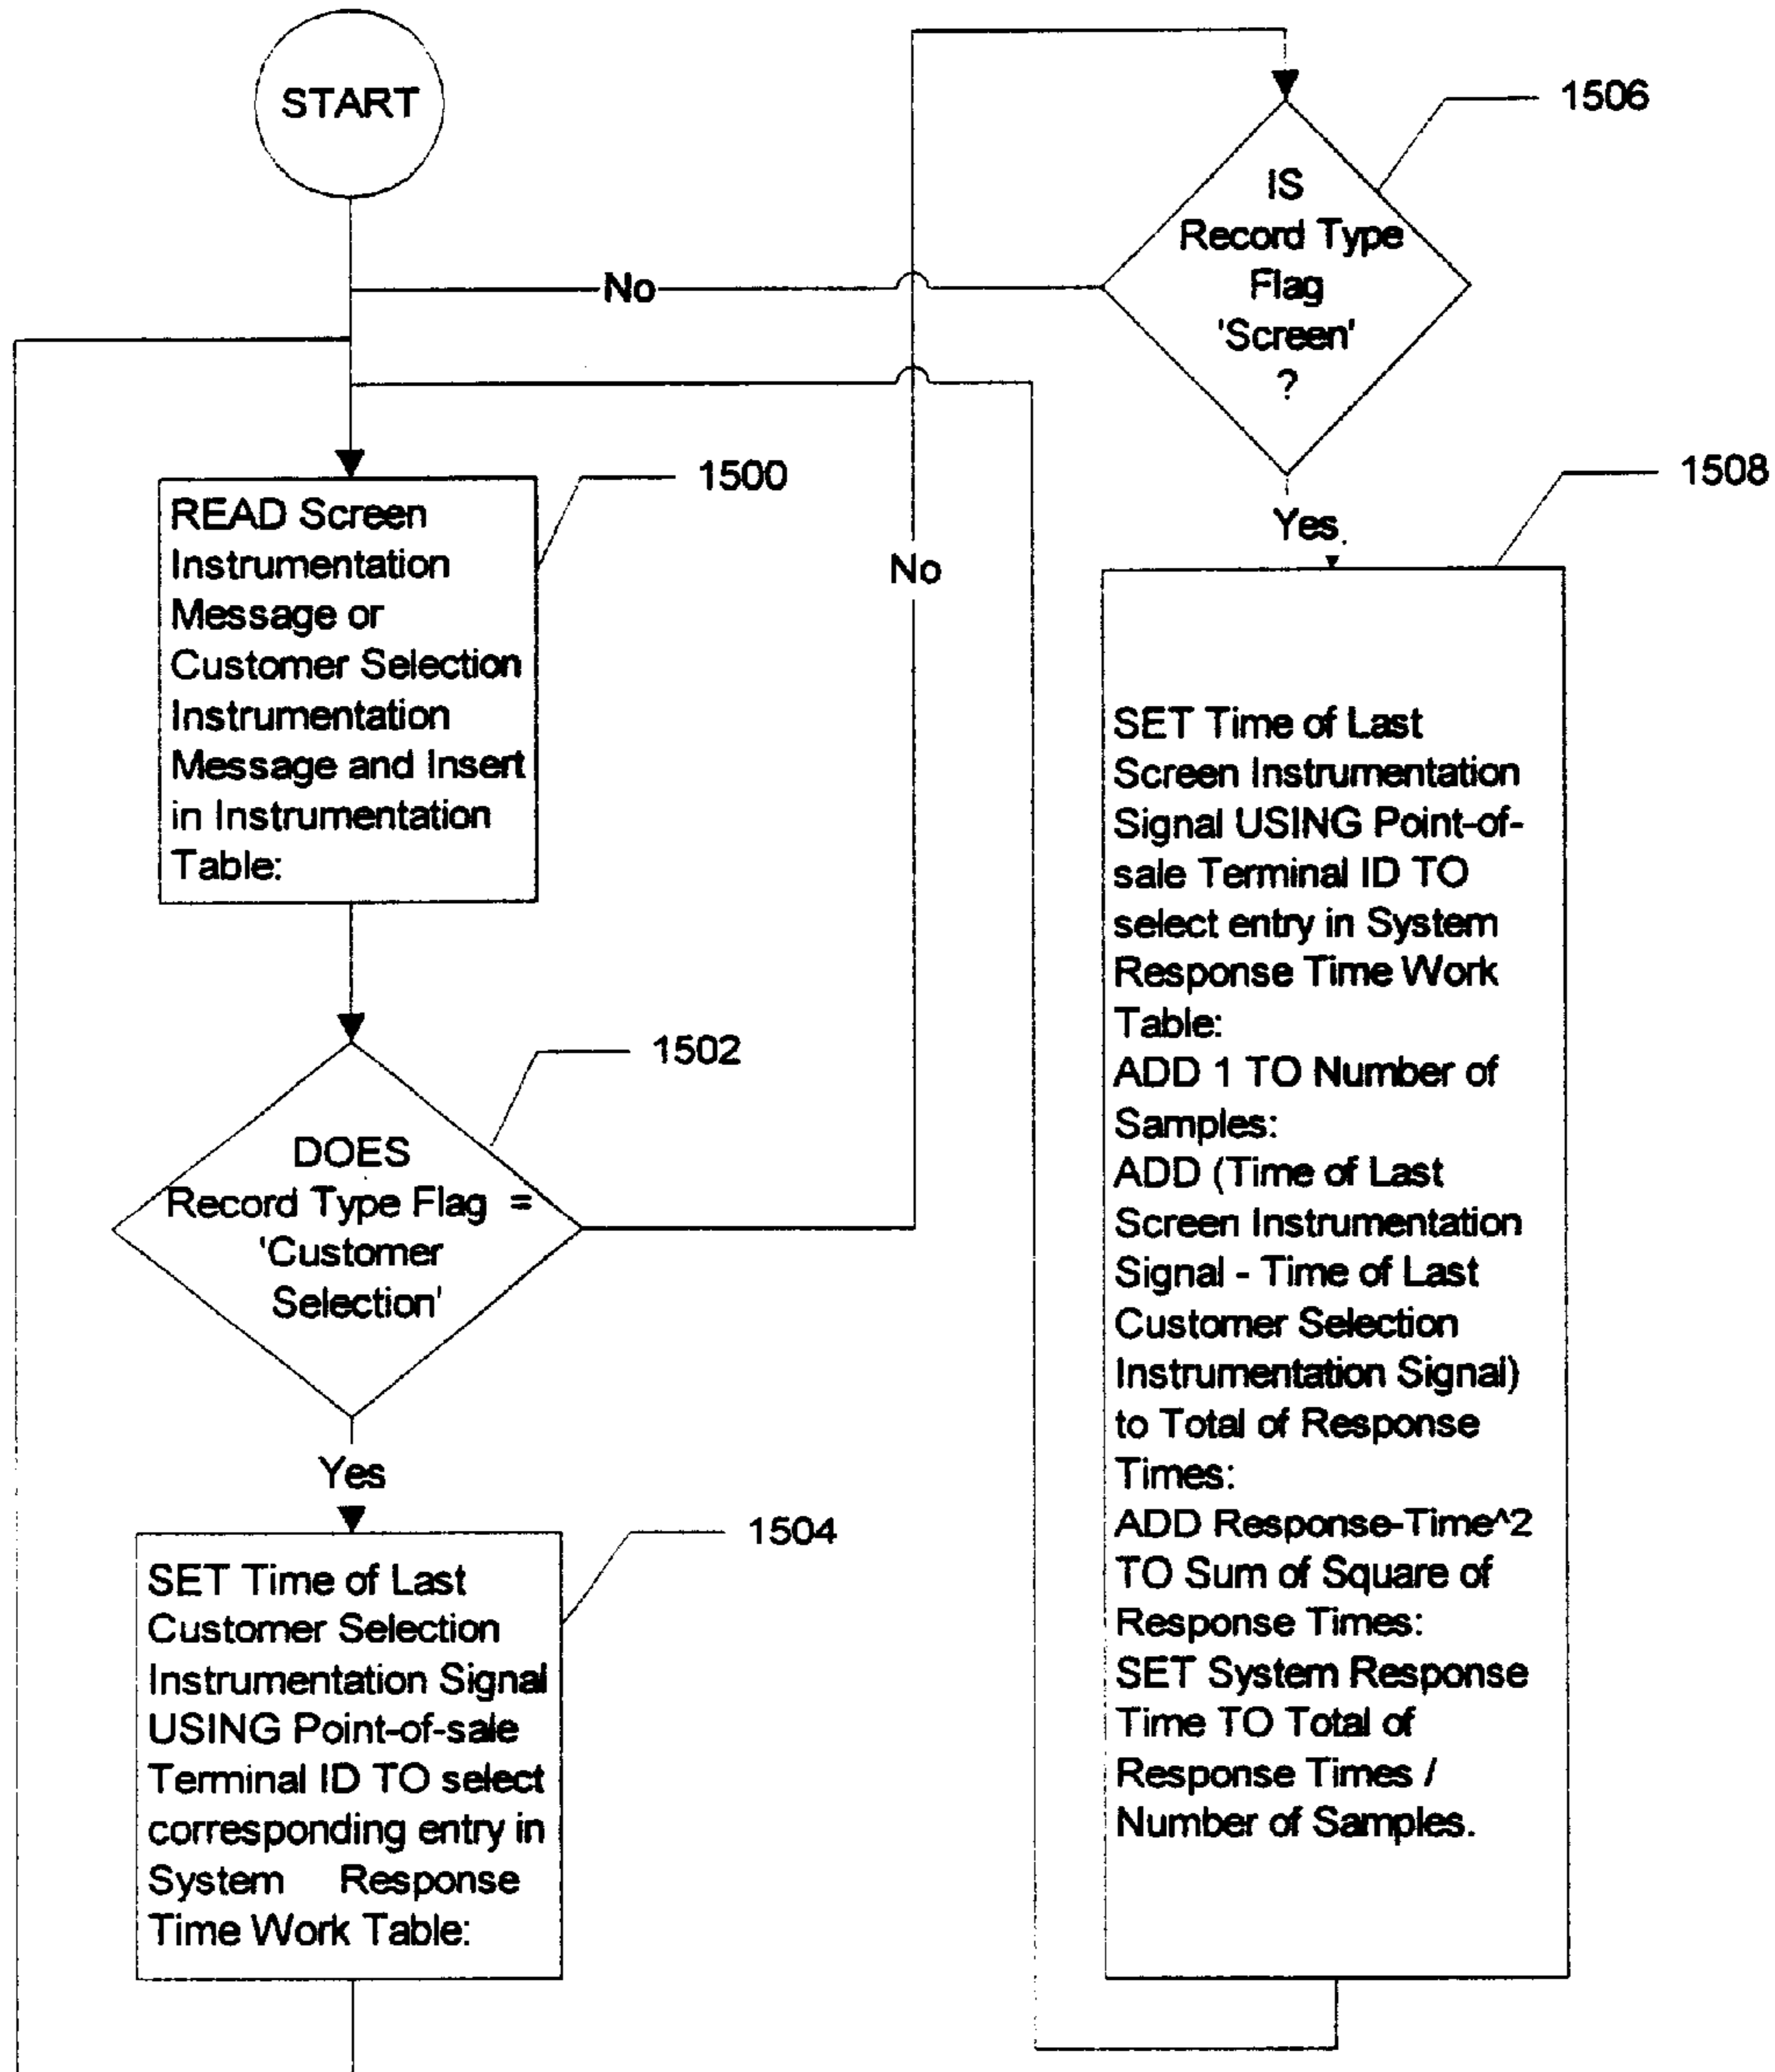 START
No
1500
READ Screen
Instrumentation
Message or
Customer Selection
Instrumentation
Message and Insert
in Instrumentation
Table:
1502
DOES
Record Type Flag =
'Customer
Selection'
No
Yes
1504
SET Time of Last
Customer Selection
Instrumentation Signal
USING Point-of-sale
Terminal ID TO select
corresponding entry in
System Response
Time Work Table:
1506
IS
Record Type
Flag
'Screen'
?
Yes
1508
SET Time of Last
Screen Instrumentation
Signal USING Point-of-
sale Terminal ID TO
select entry in System
Response Time Work
Table:
ADD 1 TO Number of
Samples:
ADD (Time of Last
Screen Instrumentation
Signal - Time of Last
Customer Selection
Instrumentation Signal)
to Total of Response
Times:
ADD Response-Time^2
TO Sum of Square of
Response Times:
SET System Response
Time TO Total of
Response Times /
Number of Samples.